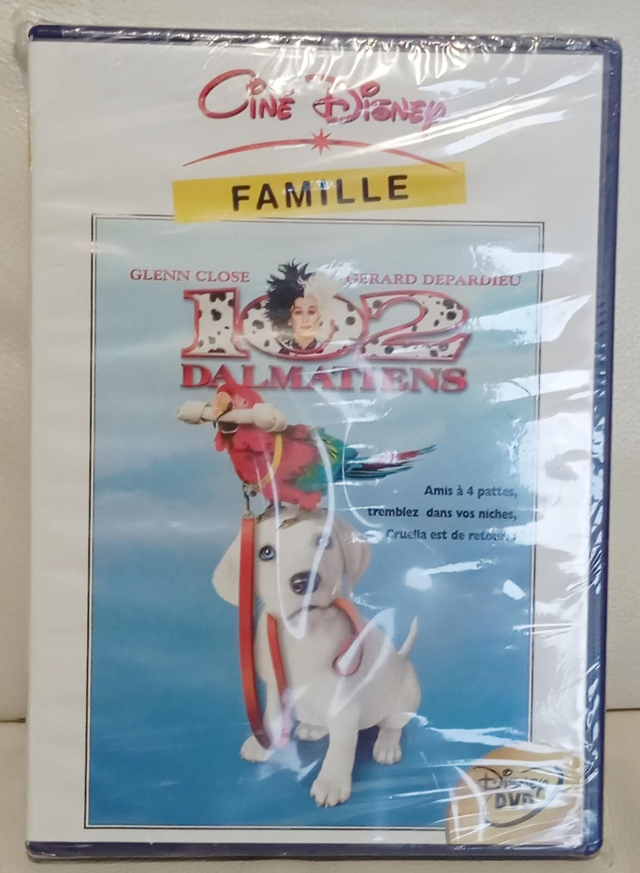 Ciné Disney
FAMILLE
GLENN CLOSE GERARD DEPARDIEU
102
DALMATIENS
Amis à 4 pattes,
tremblez dans vos niches,
Cruella est de retour...
Disney
DVD